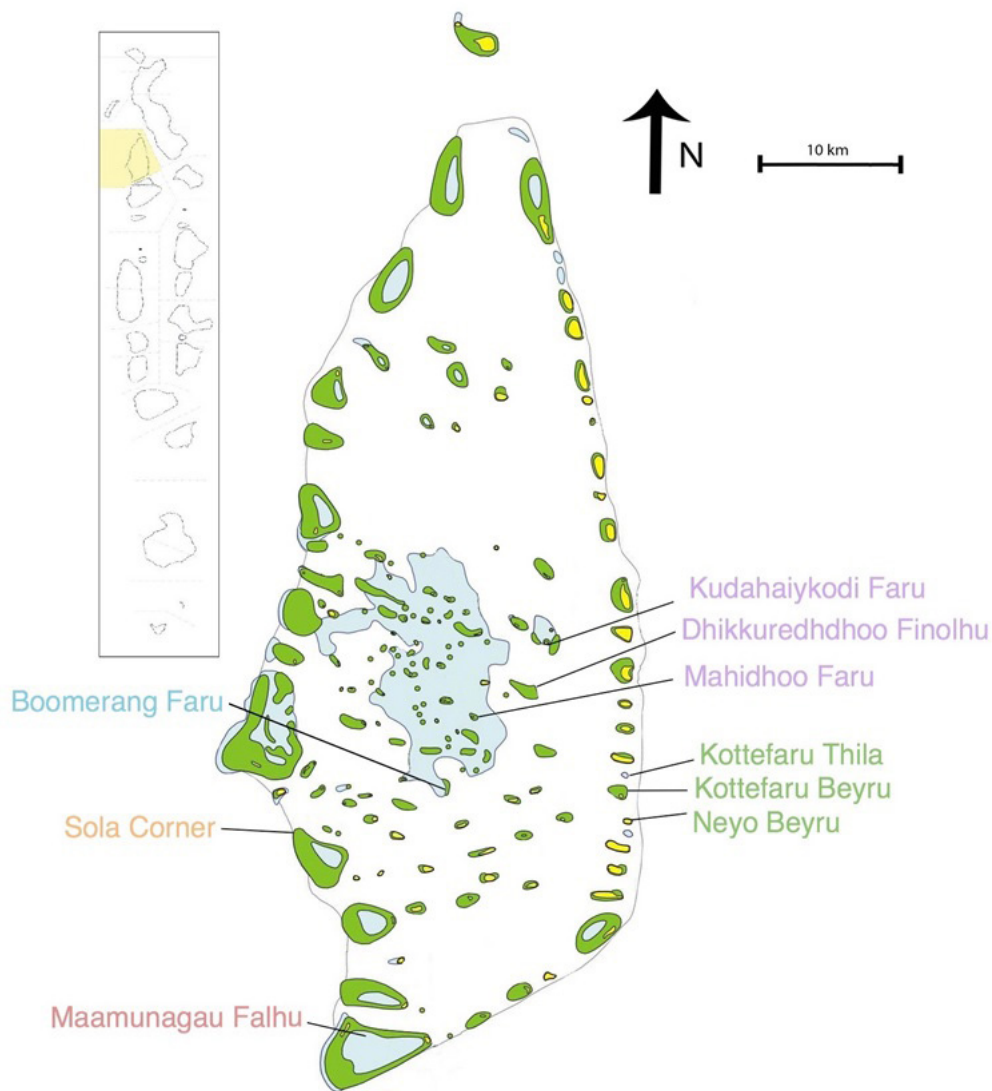 N
10 km
Kudahaiykodi Faru
Dhikkuredhdhoo Finolhu
Mahidhoo Faru
Boomerang Faru
Kottefaru Thila
Kottefaru Beyru
Neyo Beyru
Sola Corner
Maamunagau Falhu